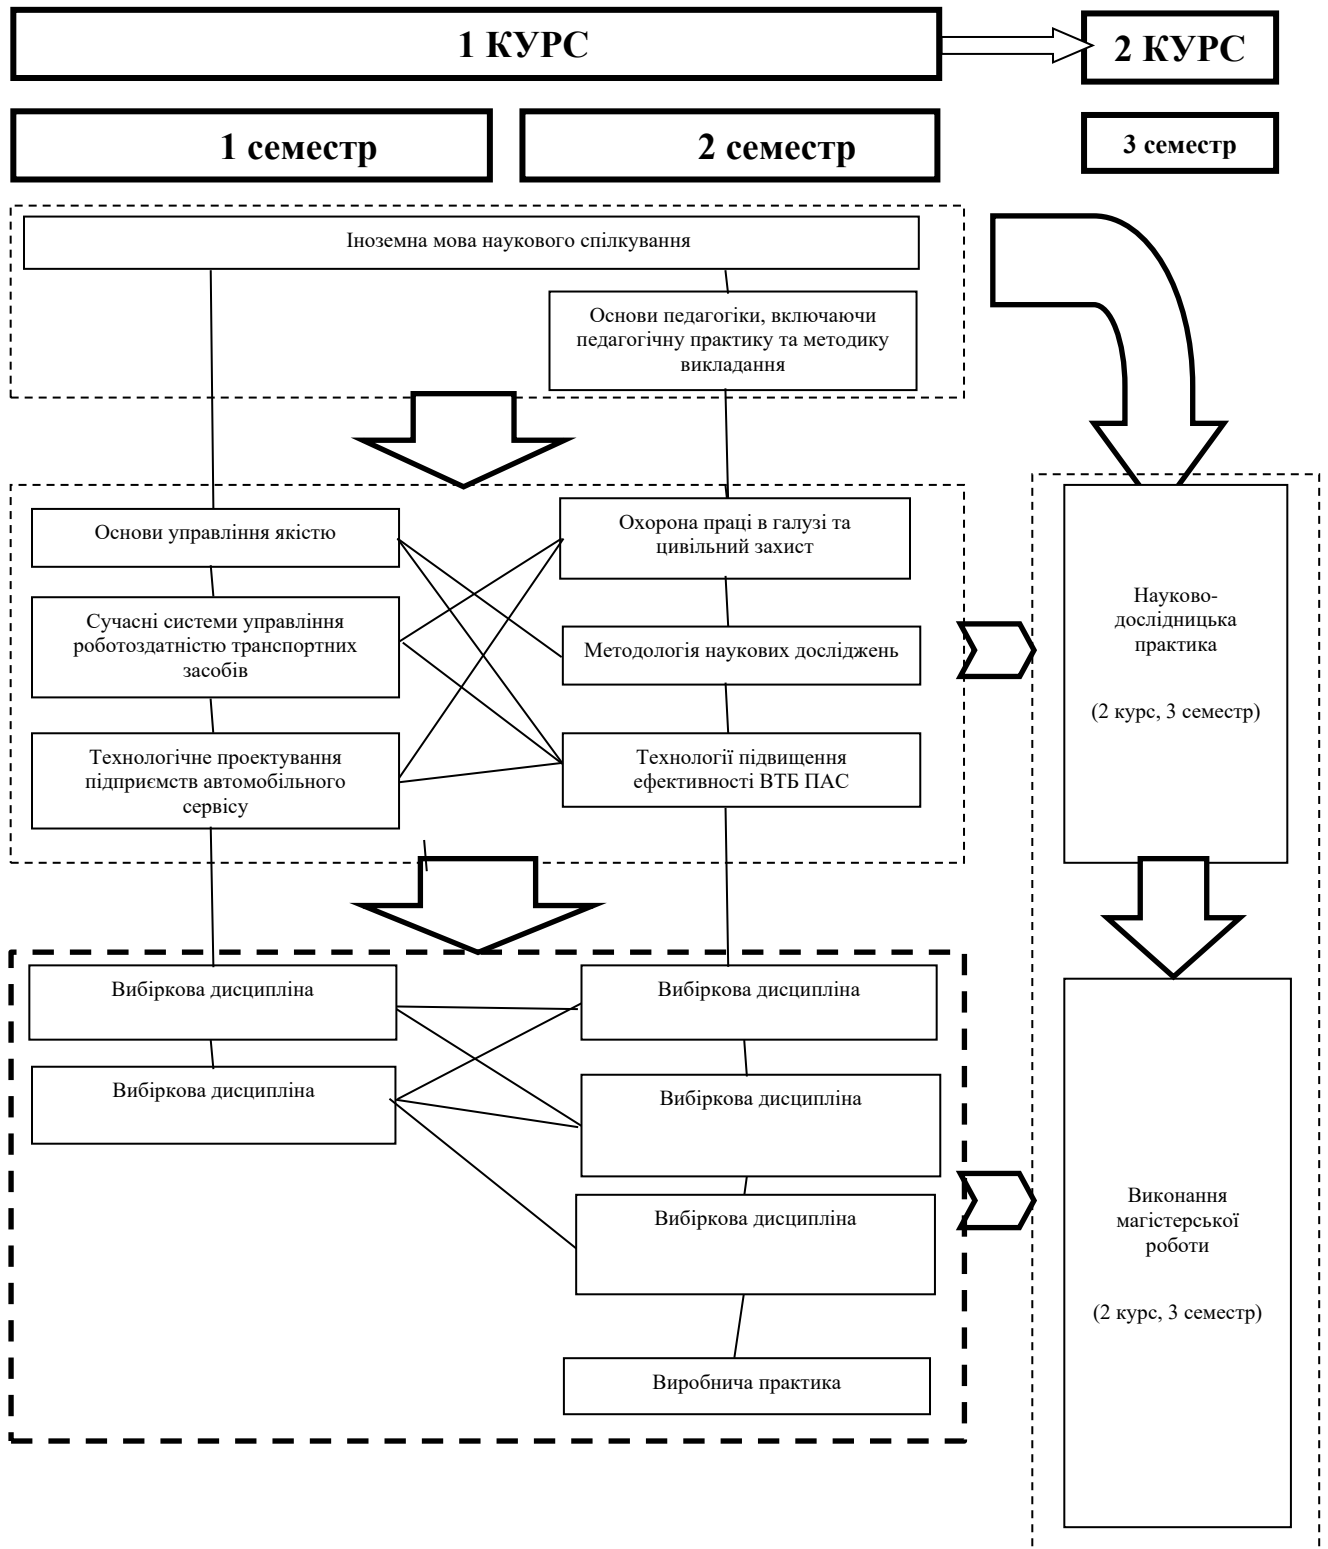 1 КУРС
2 КУРС
1 семестр
2 семестр
3 семестр
Іноземна мова наукового спілкування
Основи педагогіки, включаючи
педагогічну практику та методику
викладання
Основи управління якістю
Охорона праці в галузі та
цивільний захист
Сучасні системи управління
роботоздатністю транспортних
засобів
Методологія наукових досліджень
Технологічне проектування
підприємств автомобільного
сервісу
Технології підвищення
ефективності ВТБ ПАС
Науково-
дослідницька
практика
(2 курс, 3 семестр)
Вибіркова дисципліна
Вибіркова дисципліна
Вибіркова дисципліна
Вибіркова дисципліна
Вибіркова дисципліна
Виробнича практика
Виконання
магістерської
роботи
(2 курс, 3 семестр)